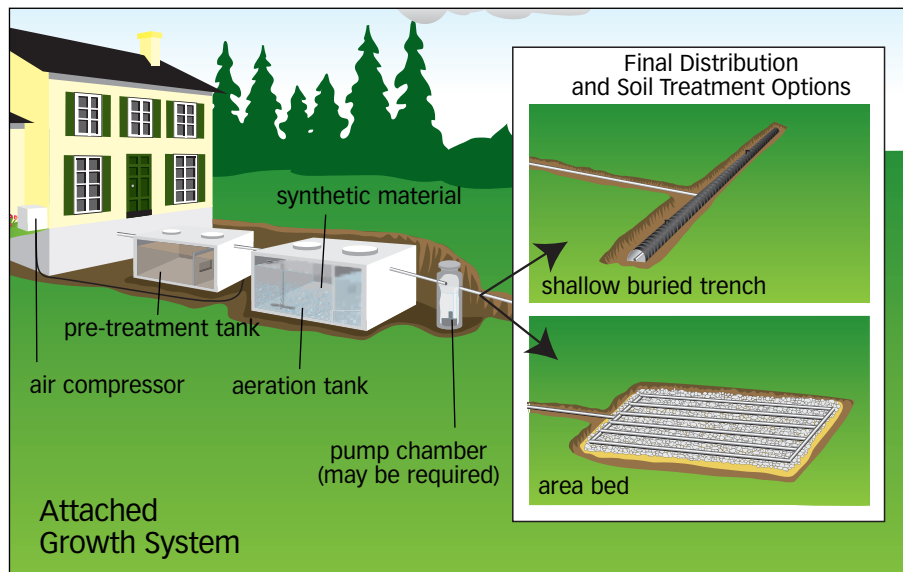 Final Distribution
and Soil Treatment Options
synthetic material
shallow buried trench
pre-treatment tank
air compressor
aeration tank
pump chamber
(may be required)
area bed
Attached
Growth System